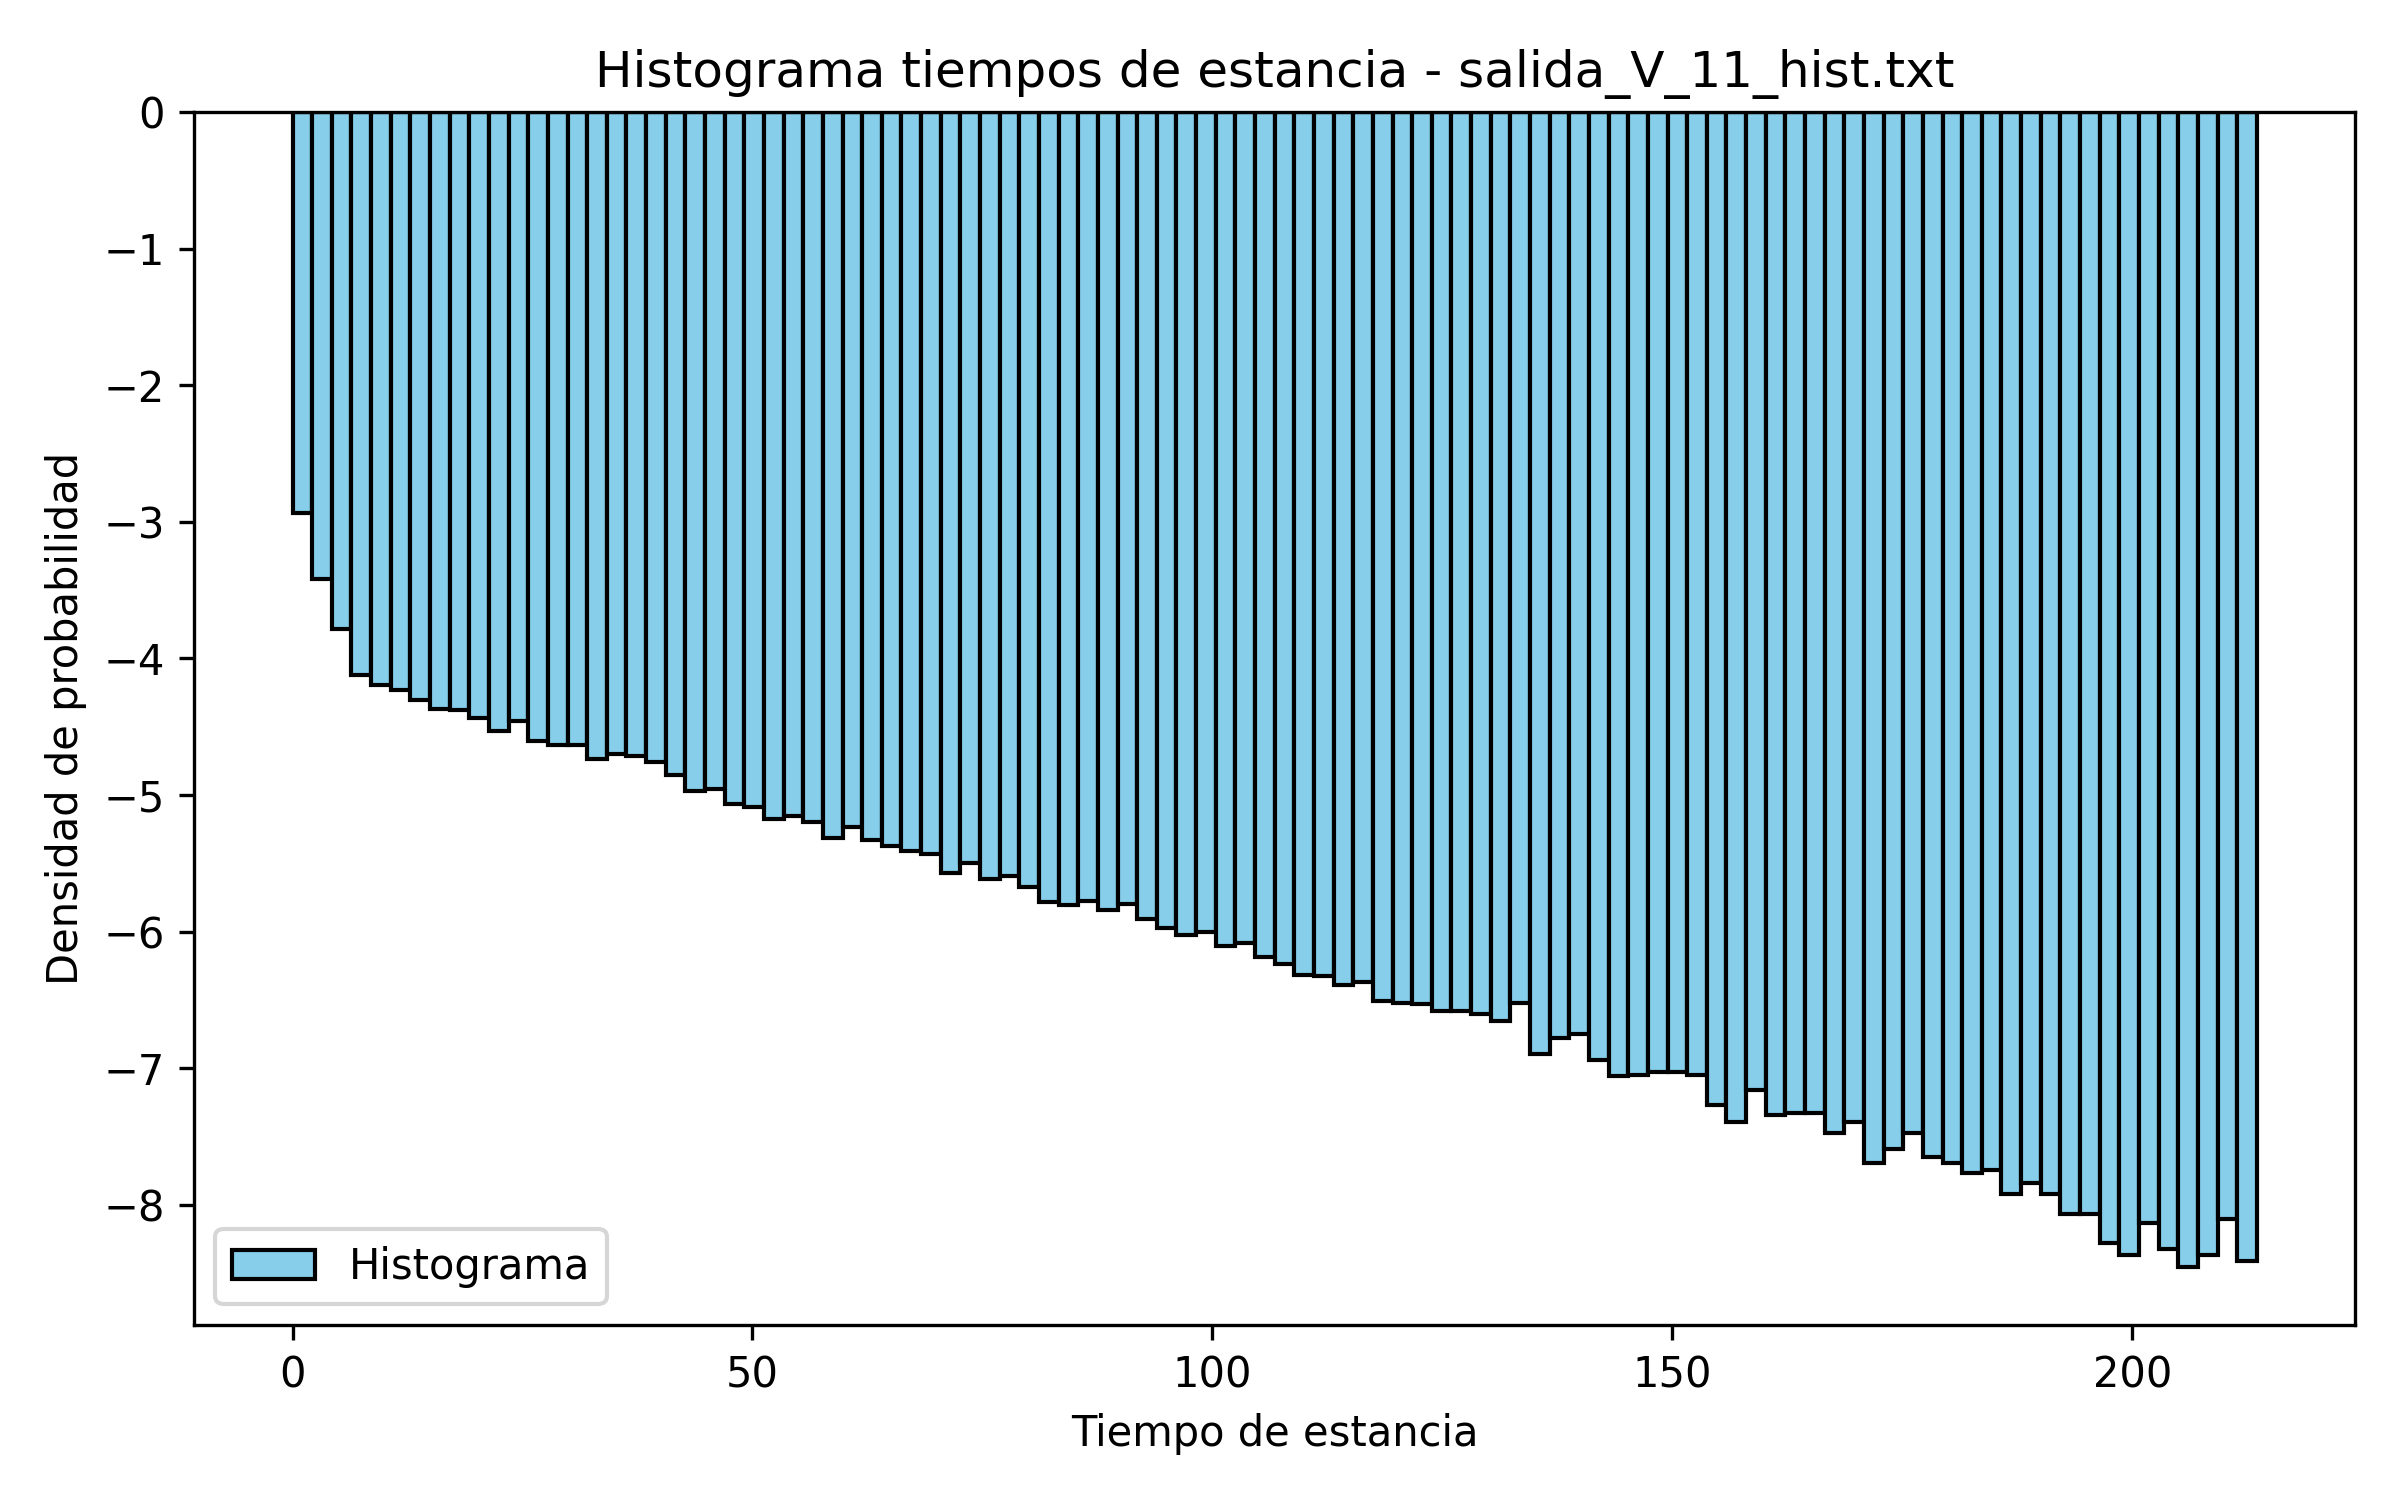 Histograma tiempos de estancia - salida_V_11_hist.txt
0
−1
−2
−3
−4
−5
−6
−7
−8
Densidad de probabilidad
Histograma
0 50 100 150 200
Tiempo de estancia